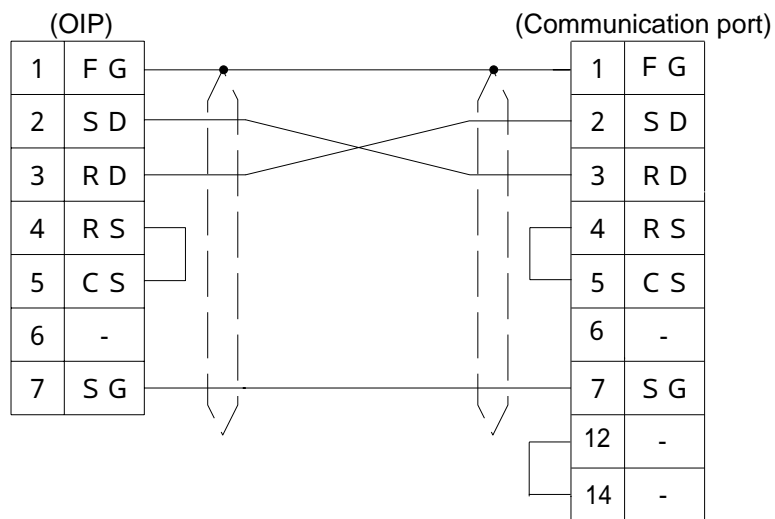 (OIP) (Communication port)
1 F G 1 F G
2 S D 2 S D
3 R D 3 R D
4 R S 4 R S
5 C S 5 C S
6 - 6 -
7 S G 7 S G
12 -
14 -